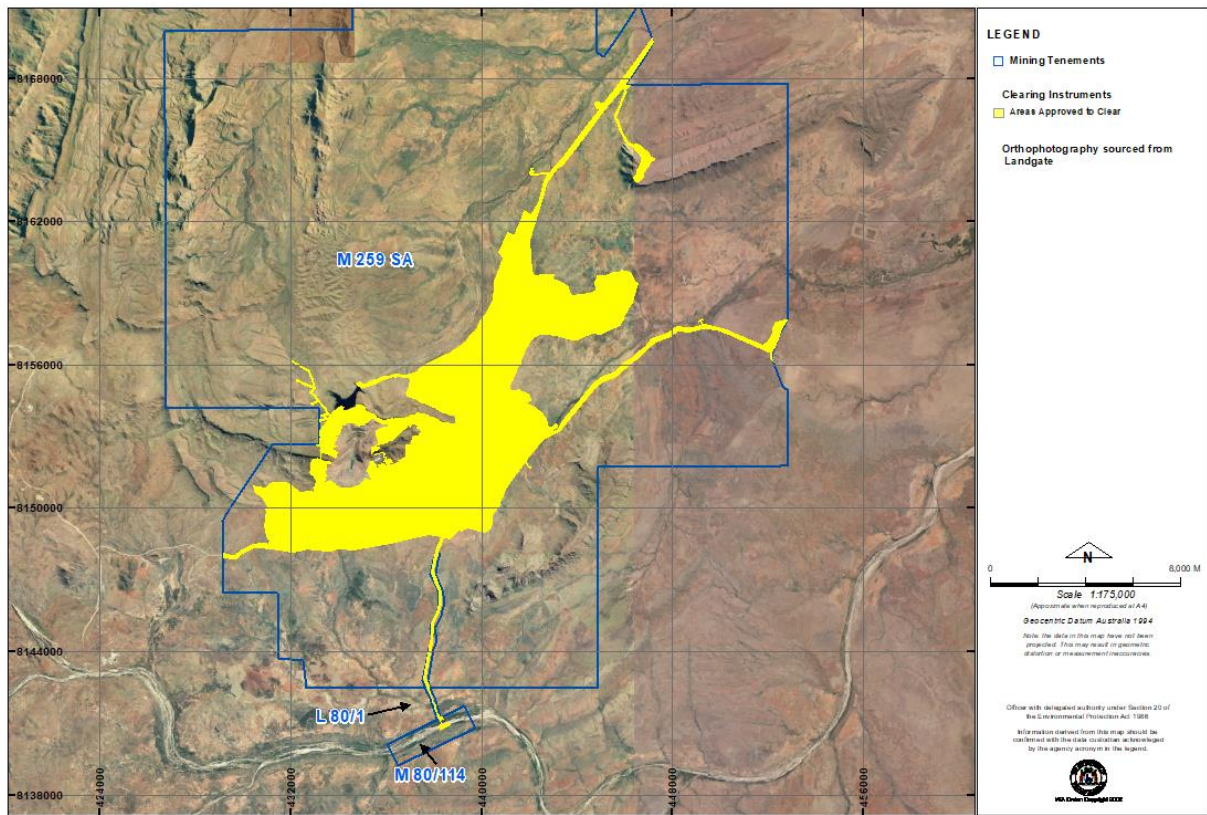 LEGEND
Mining Tenements
Clearing Instruments
Areas Approved to Clear
Orthophotography sourced from
Landgate
8168000
8162000
M 259 SA
8156000
8150000
8144000
L 80/1
M 80/114
8138000
424000
432000
440000
448000
456000
N
0 8,000 M
Scale 1:175,000
(Approximate when reproduced at A4)
Geocentric Datum Australia 1994
Note: the data in this map have not been
projected. This may result in geometric
distortion or measurement inaccuracies.
Officer with delegated authority under Section 20 of
the Environmental Protection Act 1986
Information derived from this map should be
confirmed with the data custodian acknowledged
by the agency acronym in the legend.